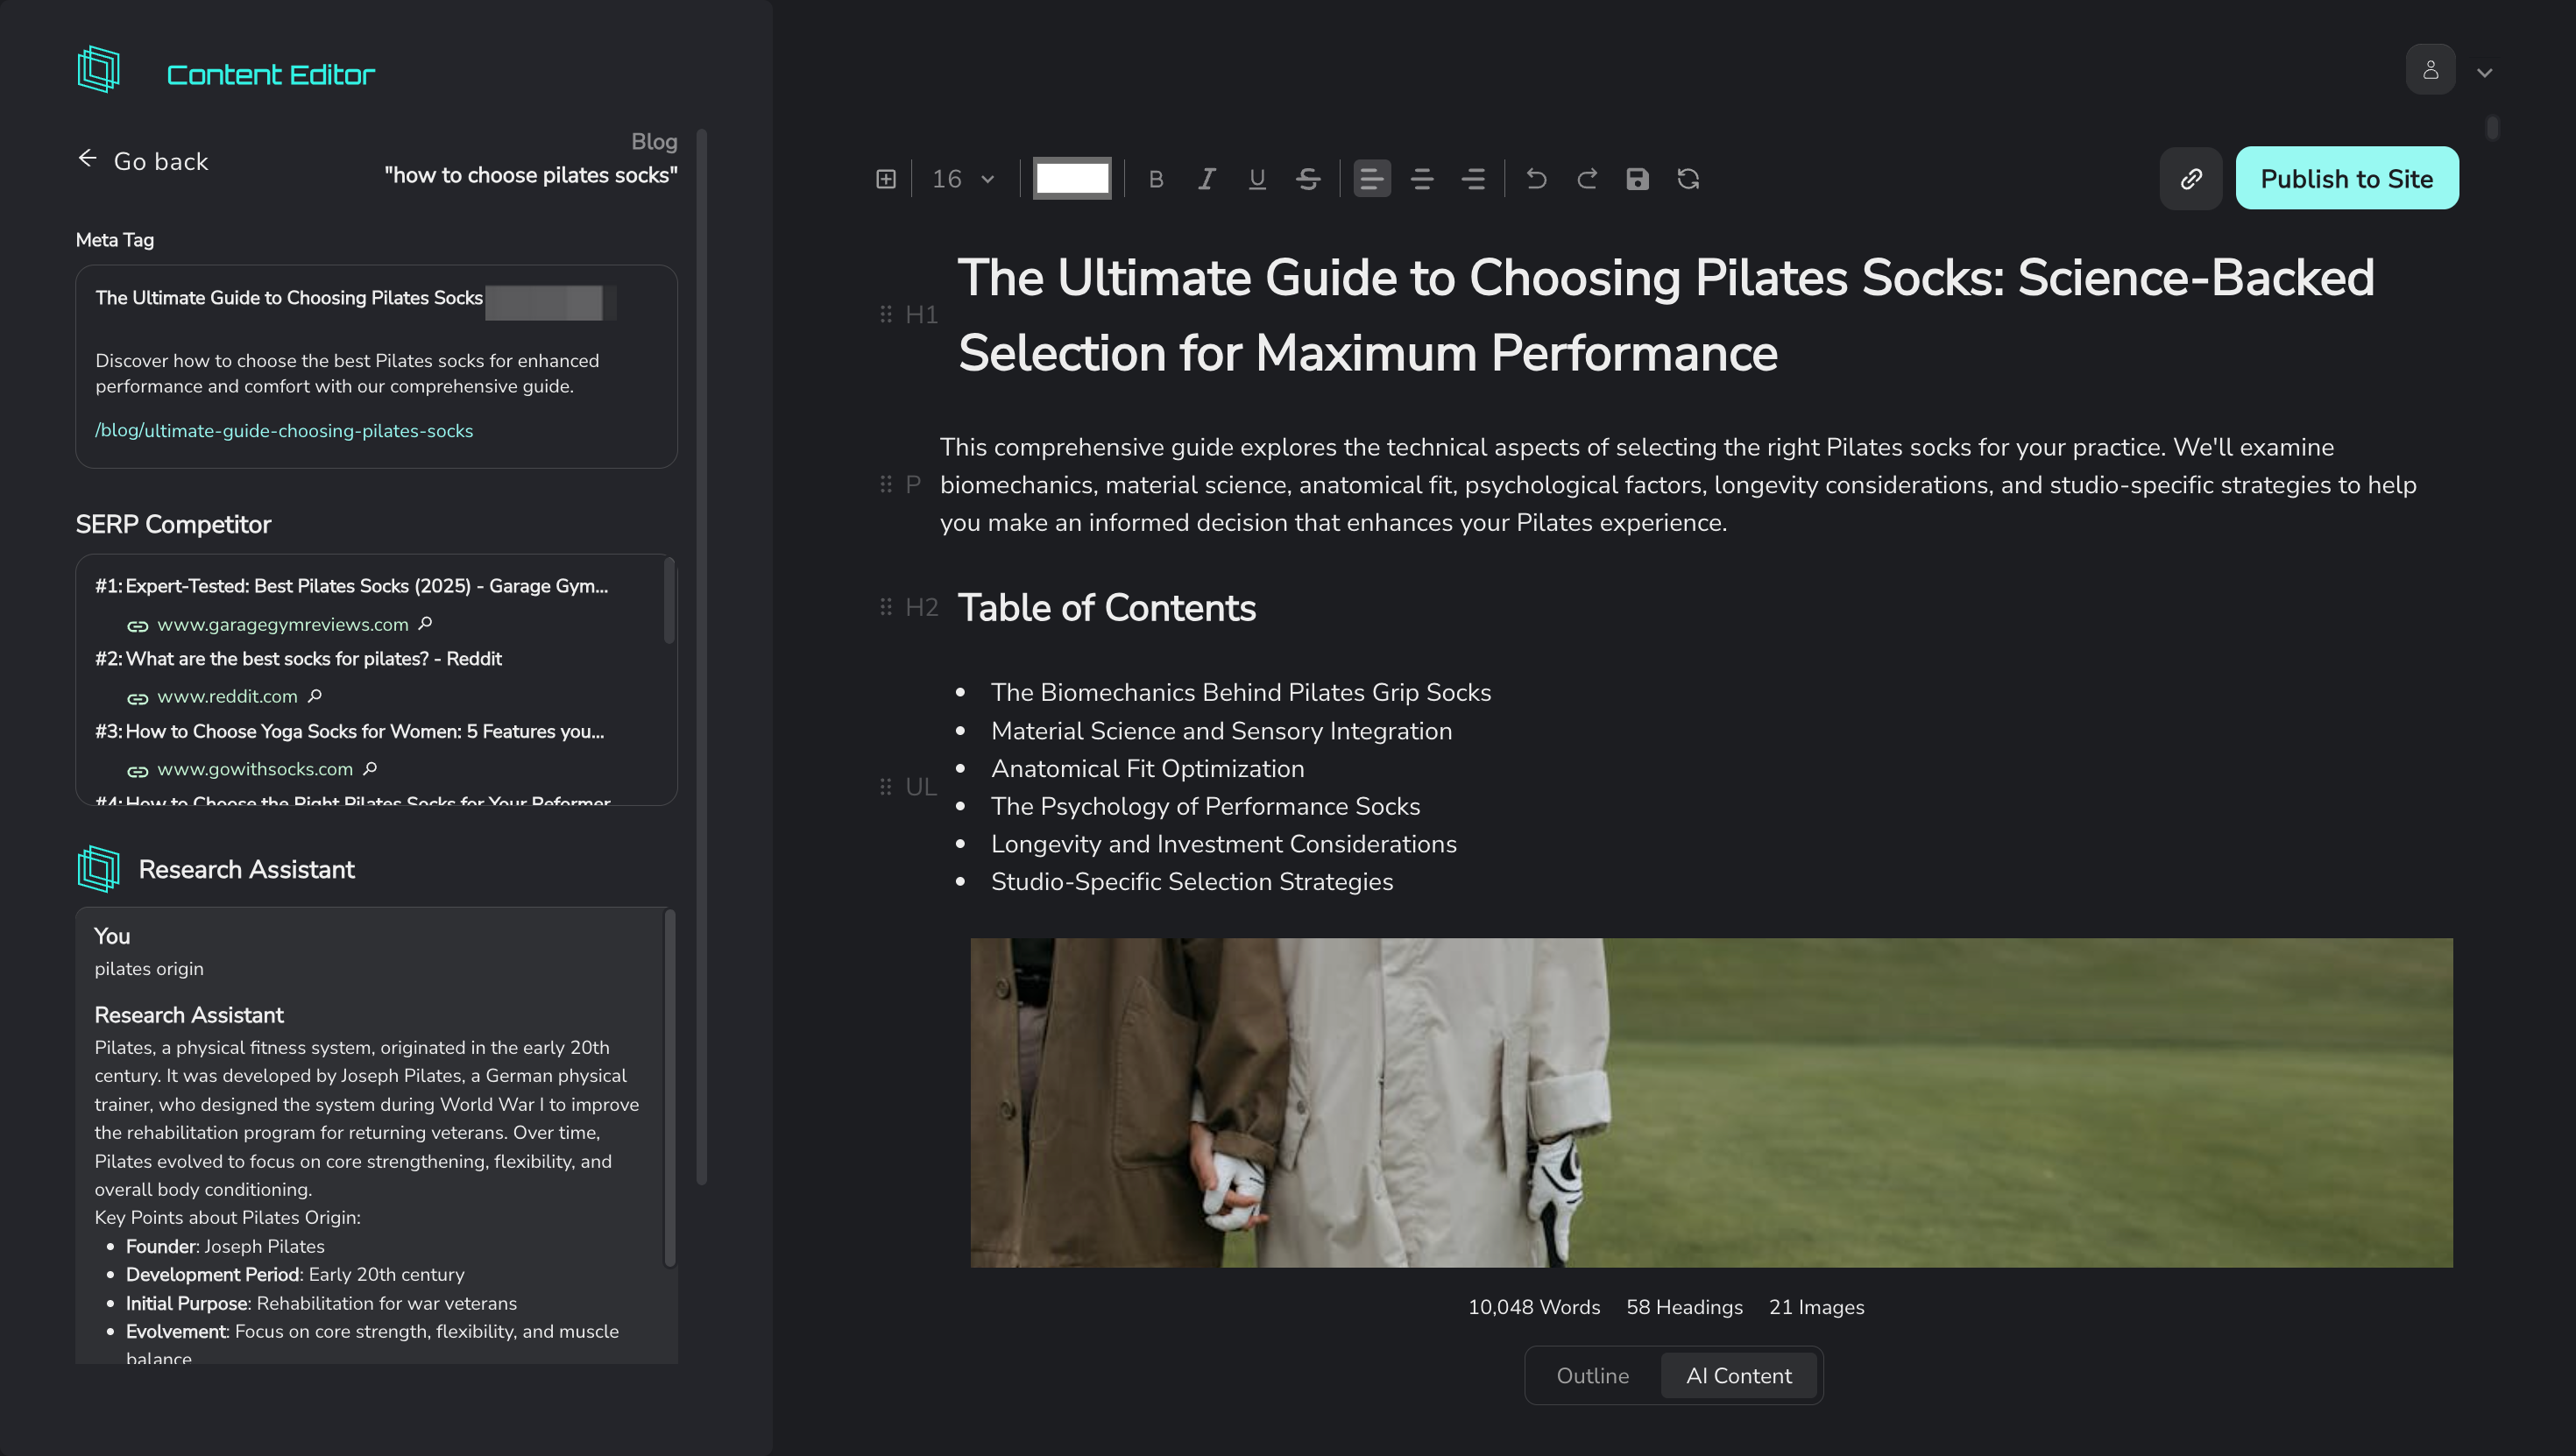 Content Editor
Go back
Blog
"how to choose pilates socks"
Meta Tag
The Ultimate Guide to Choosing Pilates Socks
Discover how to choose the best Pilates socks for enhanced
performance and comfort with our comprehensive guide.
/blog/ultimate-guide-choosing-pilates-socks
SERP Competitor
#1: Expert-Tested: Best Pilates Socks (2025) - Garage Gym...
www.garagegymreviews.com
#2: What are the best socks for pilates? - Reddit
www.reddit.com
#3: How to Choose Yoga Socks for Women: 5 Features you...
www.gowithsocks.com
#4: How to Choose the Right Pilates Socks for Your Reformer
Research Assistant
You
pilates origin
Research Assistant
Pilates, a physical fitness system, originated in the early 20th
century. It was developed by Joseph Pilates, a German physical
trainer, who designed the system during World War I to improve
the rehabilitation program for returning veterans. Over time,
Pilates evolved to focus on core strengthening, flexibility, and
overall body conditioning.
Key Points about Pilates Origin:
Founder: Joseph Pilates
Development Period: Early 20th century
Initial Purpose: Rehabilitation for war veterans
Evolvement: Focus on core strength, flexibility, and muscle
balance
16
B I U S
Publish to Site
H1
The Ultimate Guide to Choosing Pilates Socks: Science-Backed
Selection for Maximum Performance
P
This comprehensive guide explores the technical aspects of selecting the right Pilates socks for your practice. We'll examine
biomechanics, material science, anatomical fit, psychological factors, longevity considerations, and studio-specific strategies to help
you make an informed decision that enhances your Pilates experience.
H2 Table of Contents
UL
• The Biomechanics Behind Pilates Grip Socks
• Material Science and Sensory Integration
• Anatomical Fit Optimization
• The Psychology of Performance Socks
• Longevity and Investment Considerations
• Studio-Specific Selection Strategies
10,048 Words 58 Headings 21 Images
Outline AI Content